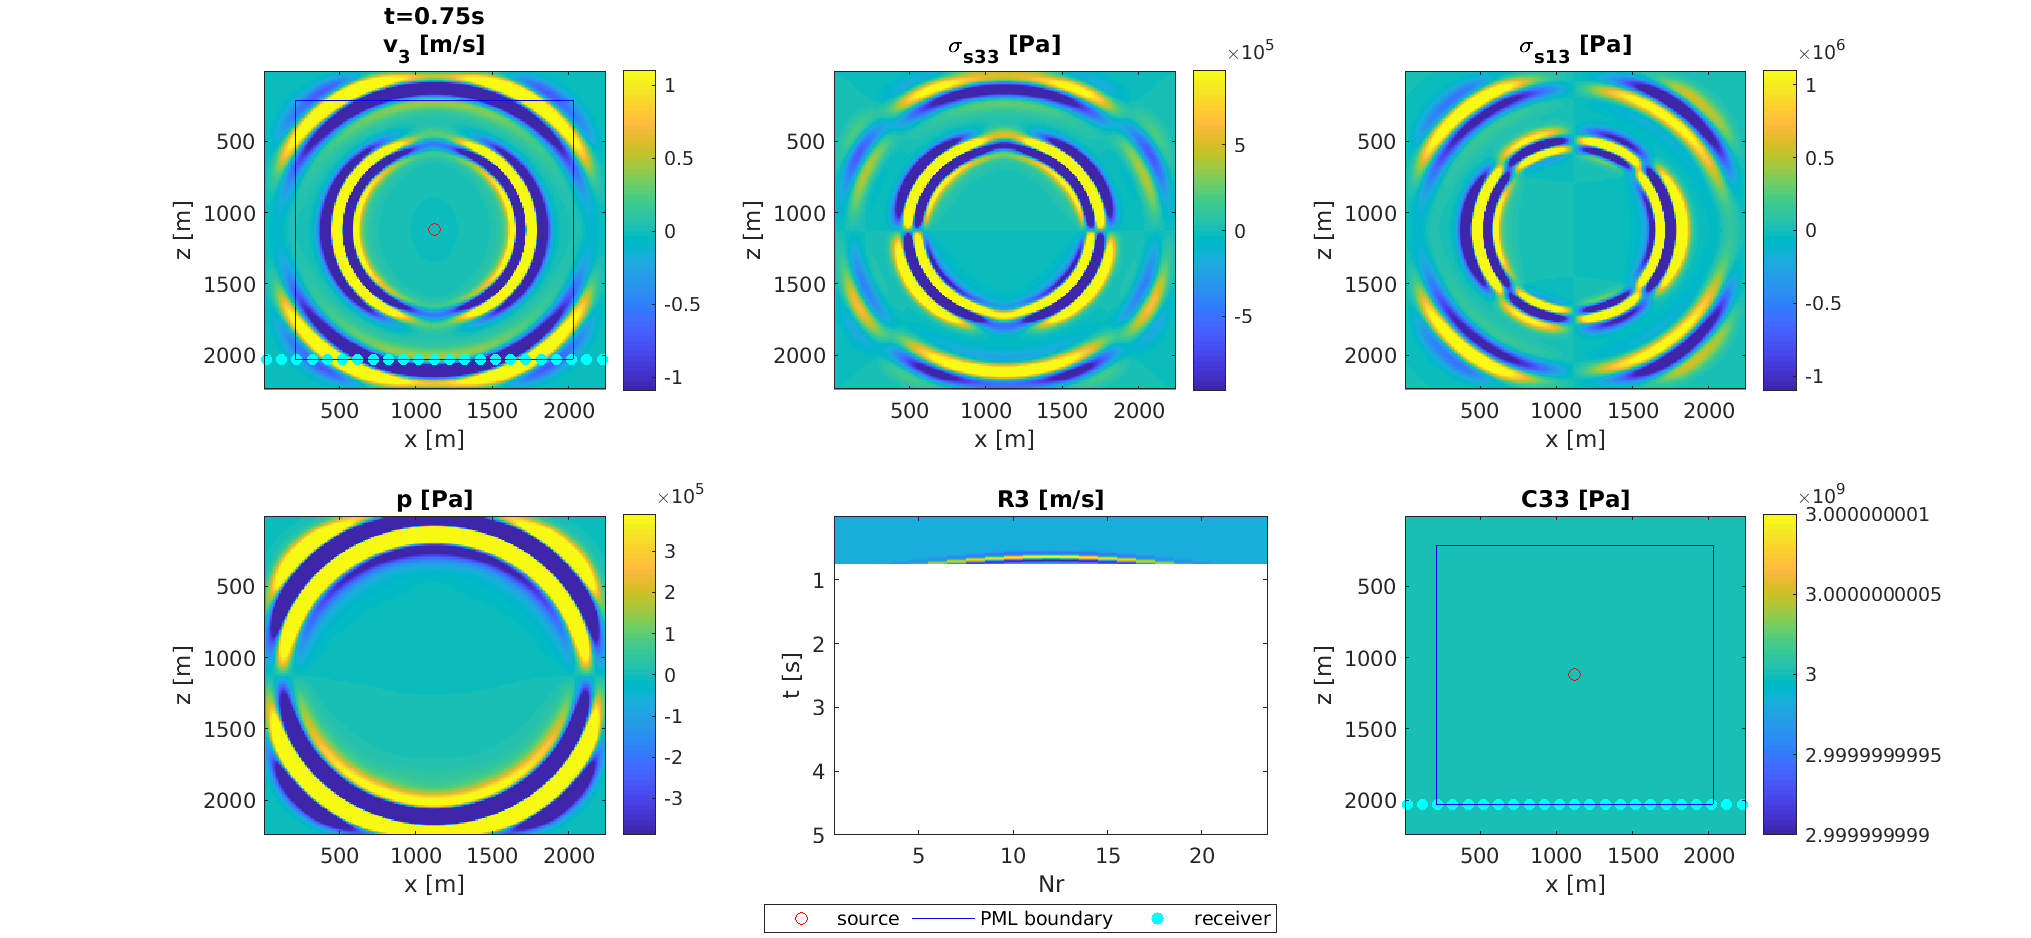 t=0.75s
v3 [m/s]
σs33 [Pa]
σs13 [Pa]
×10^5
×10^6
z [m]
500
1000
1500
2000
500 1000 1500 2000
x [m]
1
0.5
0
-0.5
-1
z [m]
500
1000
1500
2000
500 1000 1500 2000
x [m]
5
0
-5
z [m]
500
1000
1500
2000
500 1000 1500 2000
x [m]
1
0.5
0
-0.5
-1
p [Pa]
×10^5
z [m]
500
1000
1500
2000
500 1000 1500 2000
x [m]
3
2
1
0
-1
-2
-3
R3 [m/s]
t [s]
1
2
3
4
5
5 10 15 20
Nr
C33 [Pa]
×10^9
z [m]
500
1000
1500
2000
500 1000 1500 2000
x [m]
3.000000001
3.0000000005
3
2.9999999995
2.999999999
source PML boundary receiver